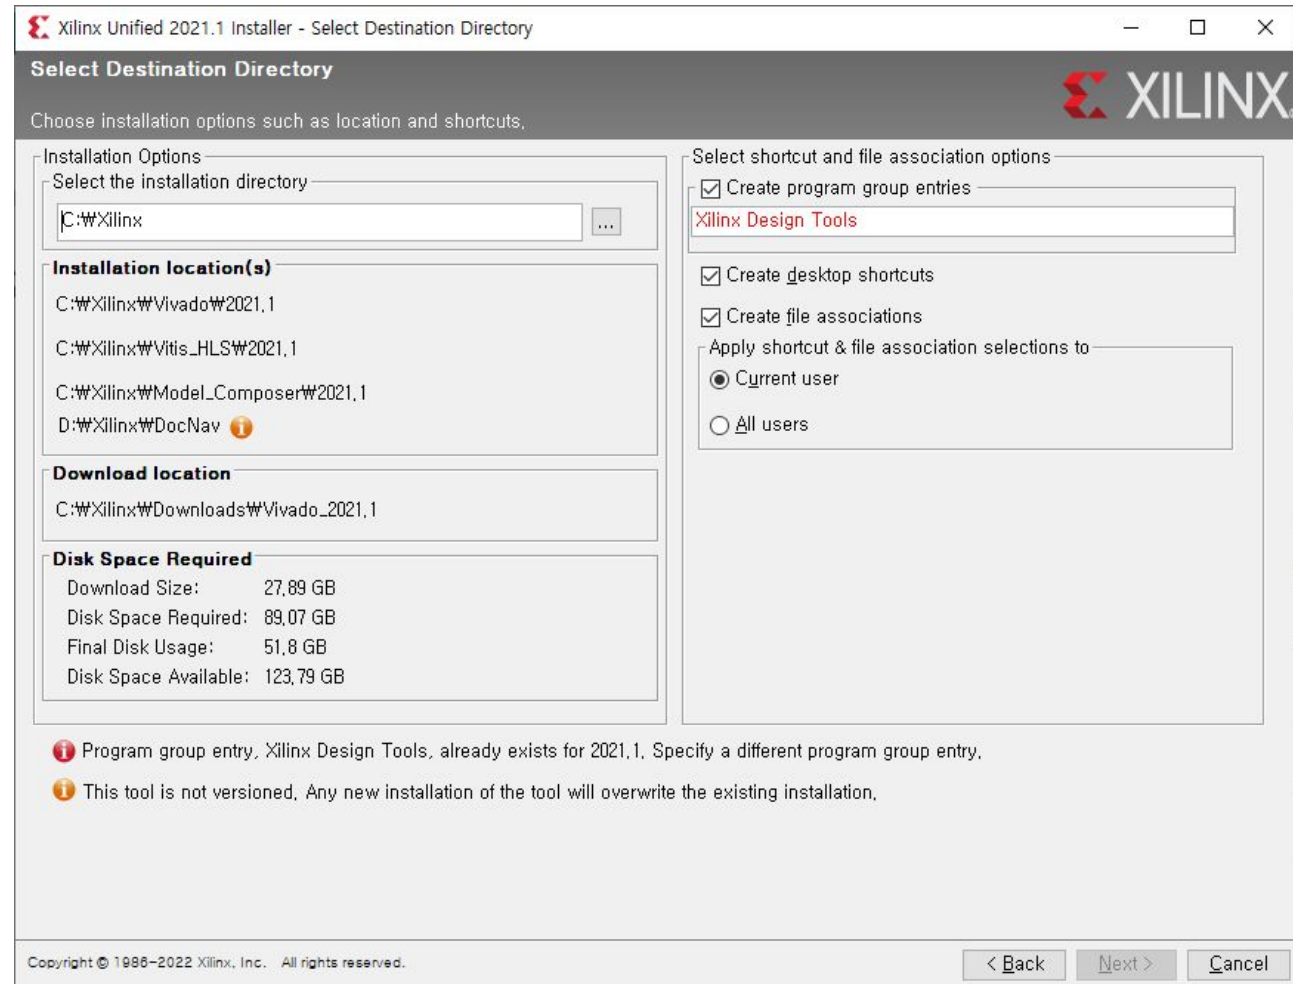 Xilinx Unified 2021.1 Installer - Select Destination Directory
Select Destination Directory
XILINX
Choose installation options such as location and shortcuts.
Installation Options
Select the installation directory
C:₩Xilinx
...
Installation location(s)
C:₩Xilinx₩Vivado₩2021.1
C:₩Xilinx₩Vitis_HLS₩2021.1
C:₩Xilinx₩Model_Composer₩2021.1
D:₩Xilinx₩DocNav
Download location
C:₩Xilinx₩Downloads₩Vivado_2021.1
Disk Space Required
Download Size: 27.89 GB
Disk Space Required: 89.07 GB
Final Disk Usage: 51.8 GB
Disk Space Available: 123.79 GB
Select shortcut and file association options
Create program group entries
Xilinx Design Tools
Create desktop shortcuts
Create file associations
Apply shortcut & file association selections to
Current user
All users
Program group entry, Xilinx Design Tools, already exists for 2021.1. Specify a different program group entry.
This tool is not versioned. Any new installation of the tool will overwrite the existing installation.
Copyright © 1986-2022 Xilinx, Inc. All rights reserved.
< Back
Next >
Cancel